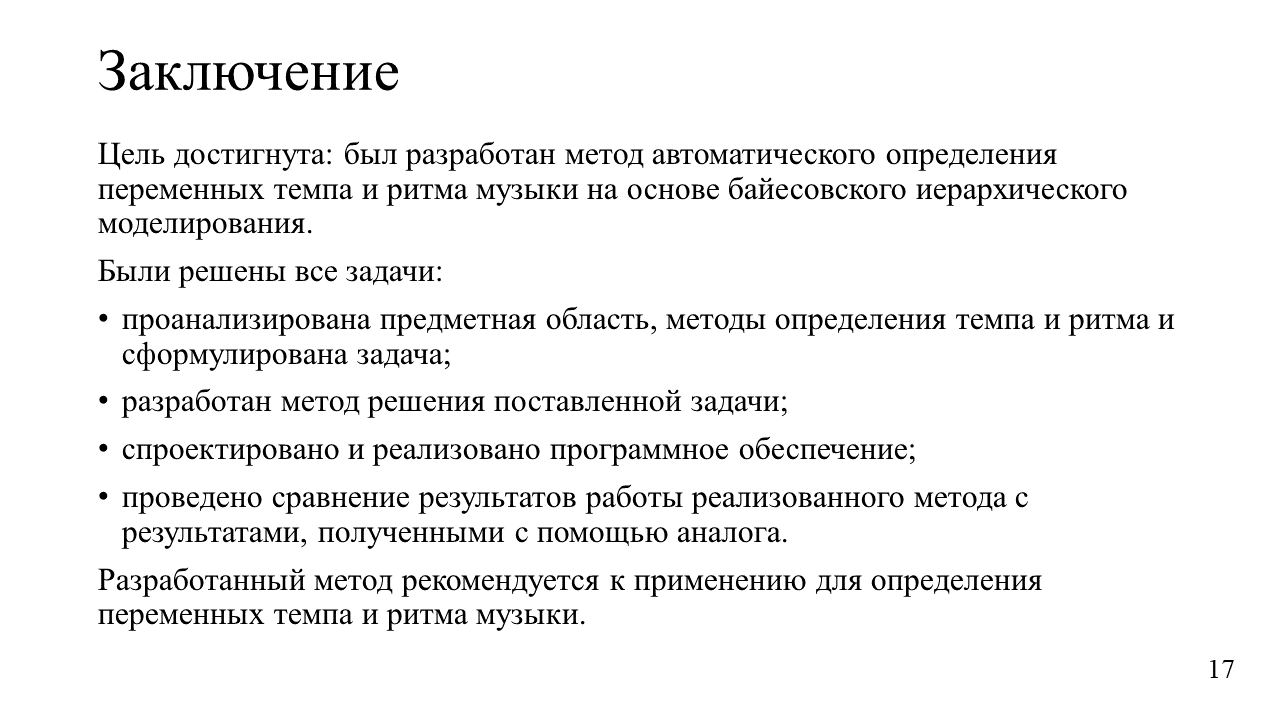 Заключение
Цель достигнута: был разработан метод автоматического определения
переменных темпа и ритма музыки на основе байесовского иерархического
моделирования.
Были решены все задачи:
• проанализирована предметная область, методы определения темпа и ритма и
сформулирована задача;
• разработан метод решения поставленной задачи;
• спроектировано и реализовано программное обеспечение;
• проведено сравнение результатов работы реализованного метода с
результатами, полученными с помощью аналога.
Разработанный метод рекомендуется к применению для определения
переменных темпа и ритма музыки.
17